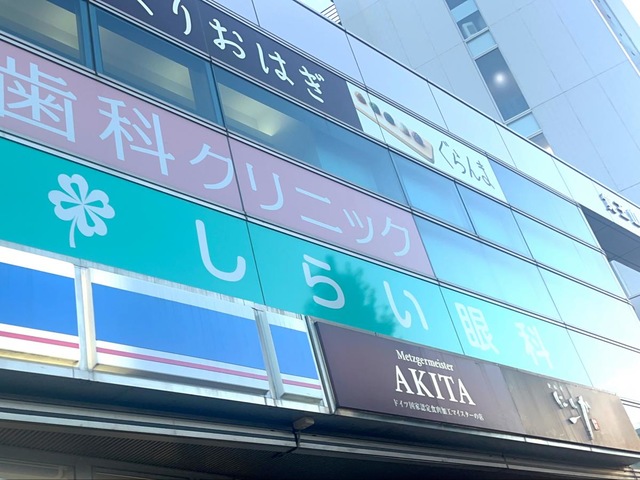 くりおはぎ
ぐらんま
歯科クリニック
しらい眼科
Metzgermeister
AKITA
ドイツ国家認定食肉加工マイスターの店